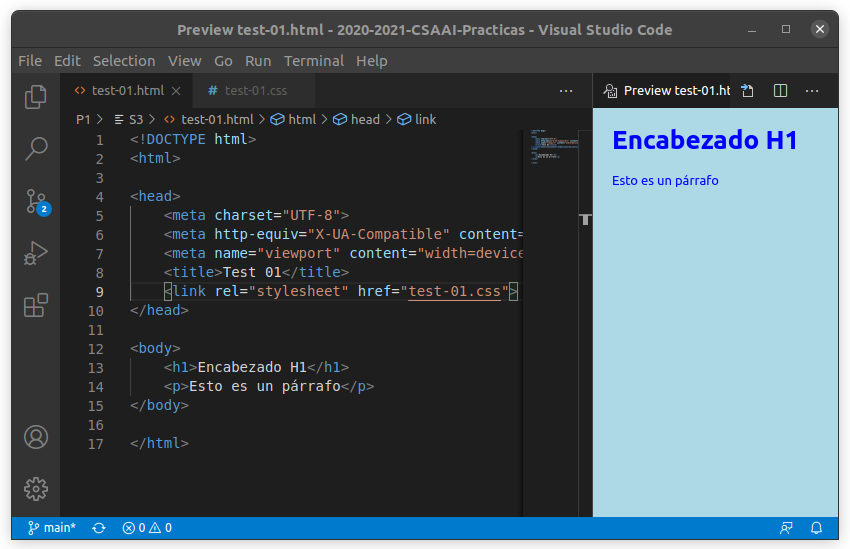 Preview test-01.html - 2020-2021-CSAAI-Practicas - Visual Studio Code
File Edit Selection View Go Run Terminal Help
<> test-01.html # test-01.css ... Preview test-01.ht ...
P1 > S3 > <> test-01.html > html > head > link
1 <!DOCTYPE html>
2 <html>
3
4 <head>
5 <meta charset="UTF-8">
6 <meta http-equiv="X-UA-Compatible" content=
7 <meta name="viewport" content="width=device
8 <title>Test 01</title>
9 <link rel="stylesheet" href="test-01.css">
10 </head>
11
12 <body>
13 <h1>Encabezado H1</h1>
14 <p>Esto es un párrafo</p>
15 </body>
16
17 </html>
Encabezado H1
Esto es un párrafo
2
main* 0 0